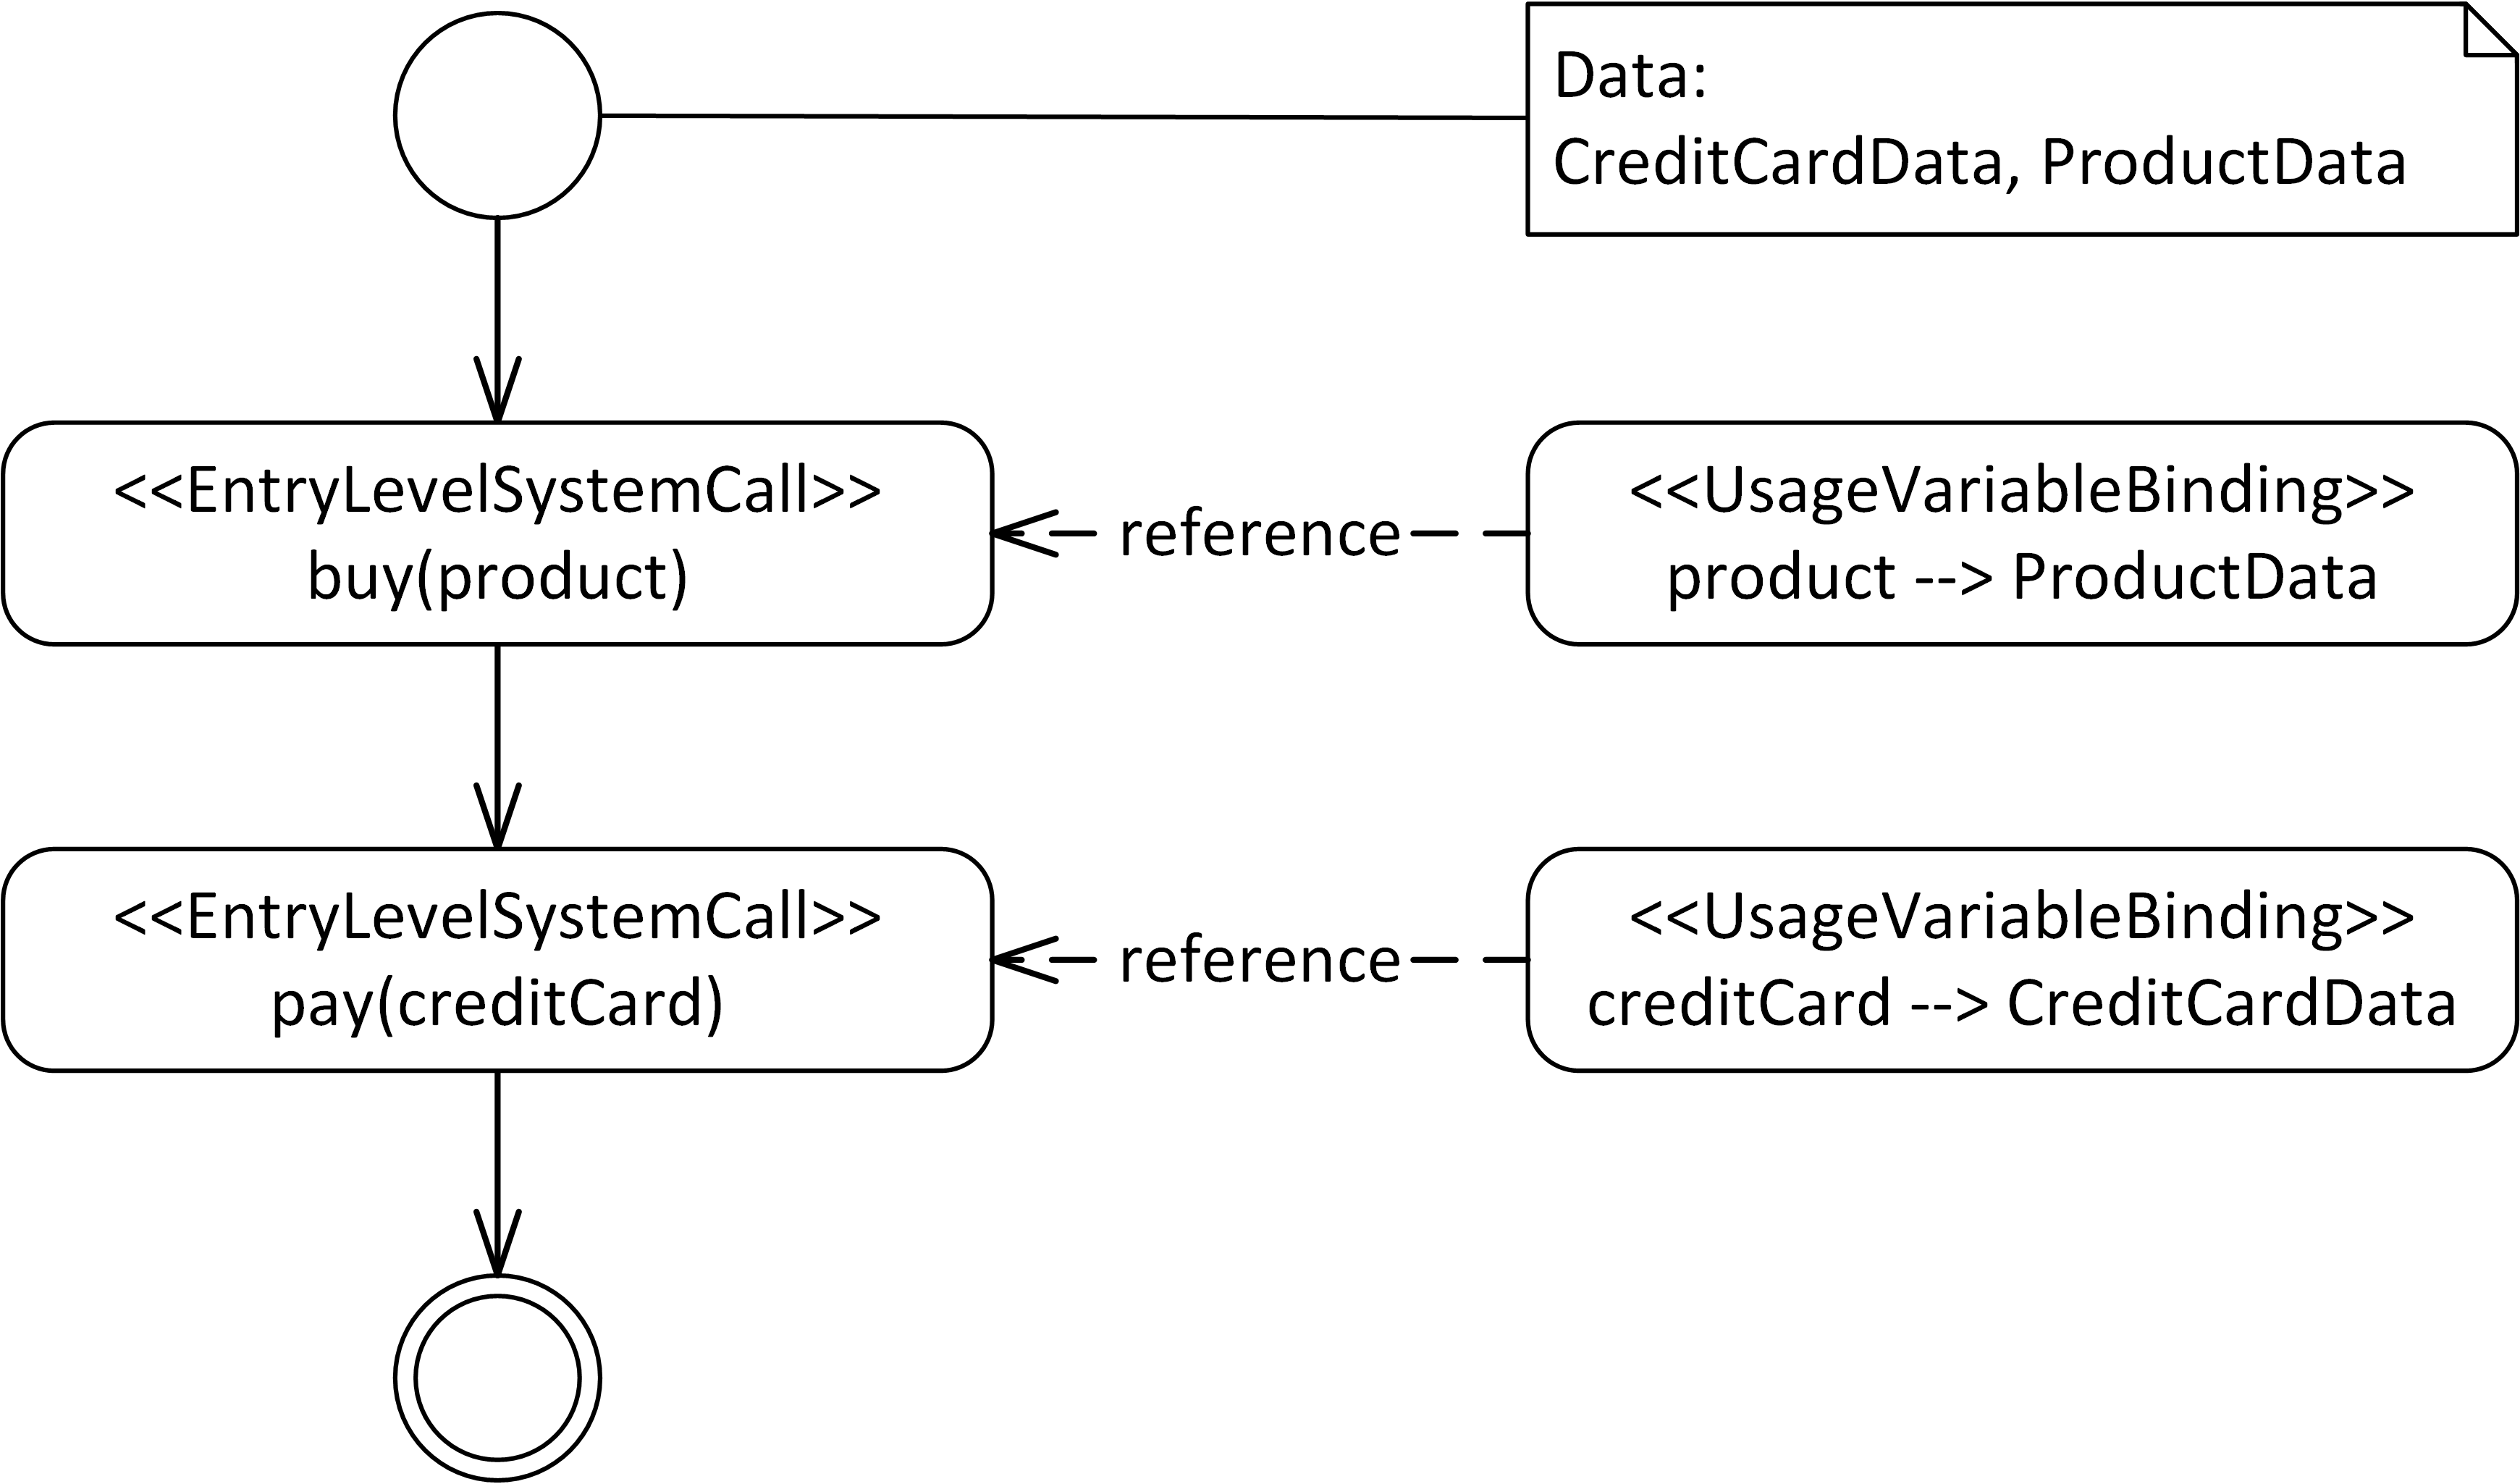 Data:
CreditCardData, ProductData
<<EntryLevelSystemCall>>
buy(product)
reference
<<UsageVariableBinding>>
product --> ProductData
<<EntryLevelSystemCall>>
pay(creditCard)
reference
<<UsageVariableBinding>>
creditCard --> CreditCardData